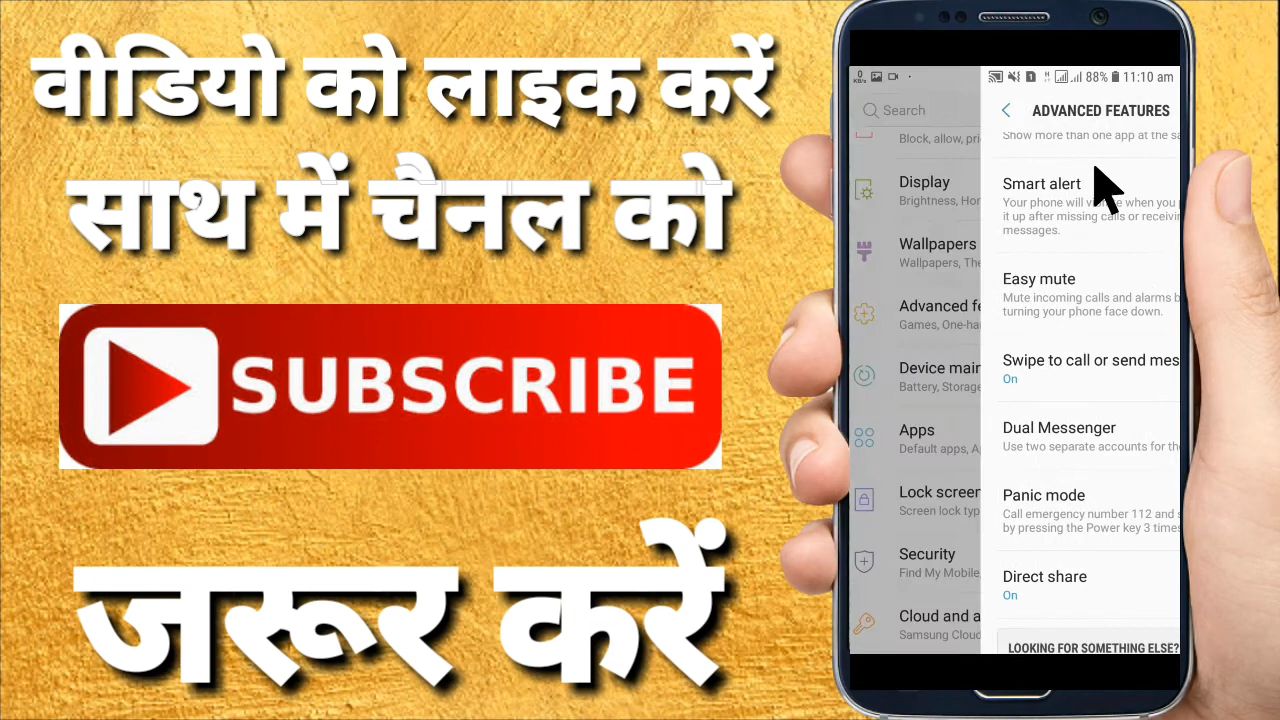 वीडियो को लाइक करें
साथ में चैनल को
SUBSCRIBE
जरूर करें
0
KB/s
88% 11:10 am
Search
Block, allow, pri
Display
Brightness, Hor
Wallpapers
Wallpapers, The
Advanced fe
Games, One-ha
Device main
Battery, Storage
Apps
Default apps, A
Lock screen
Screen lock typ
Security
Find My Mobile,
Cloud and a
Samsung Cloud
ADVANCED FEATURES
Show more than one app at the sa
Smart alert
Your phone will when you
it up after missing calls or receivin
messages.
Easy mute
Mute incoming calls and alarms b
turning your phone face down.
Swipe to call or send mes
On
Dual Messenger
Use two separate accounts for th
Panic mode
Call emergency number 112 and s
by pressing the Power key 3 times
Direct share
On
LOOKING FOR SOMETHING ELSE?